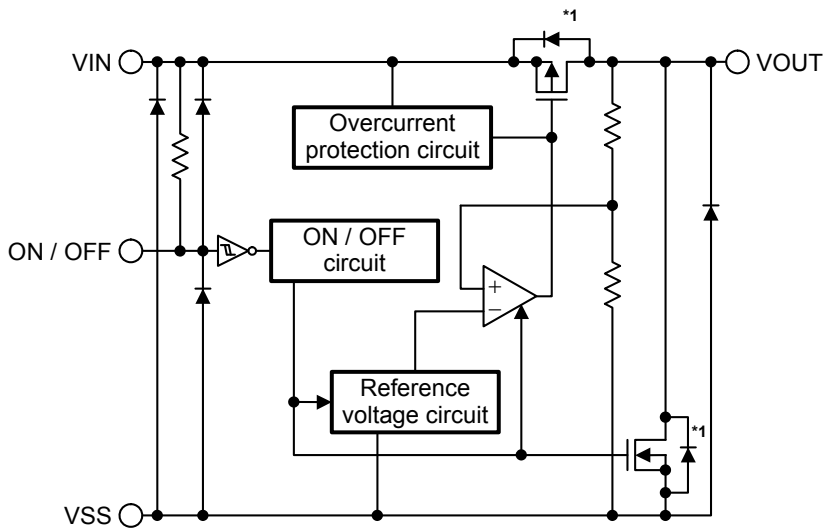 *1
VIN
VOUT
Overcurrent
protection circuit
ON / OFF
ON / OFF
circuit
+
−
Reference
voltage circuit
*1
VSS